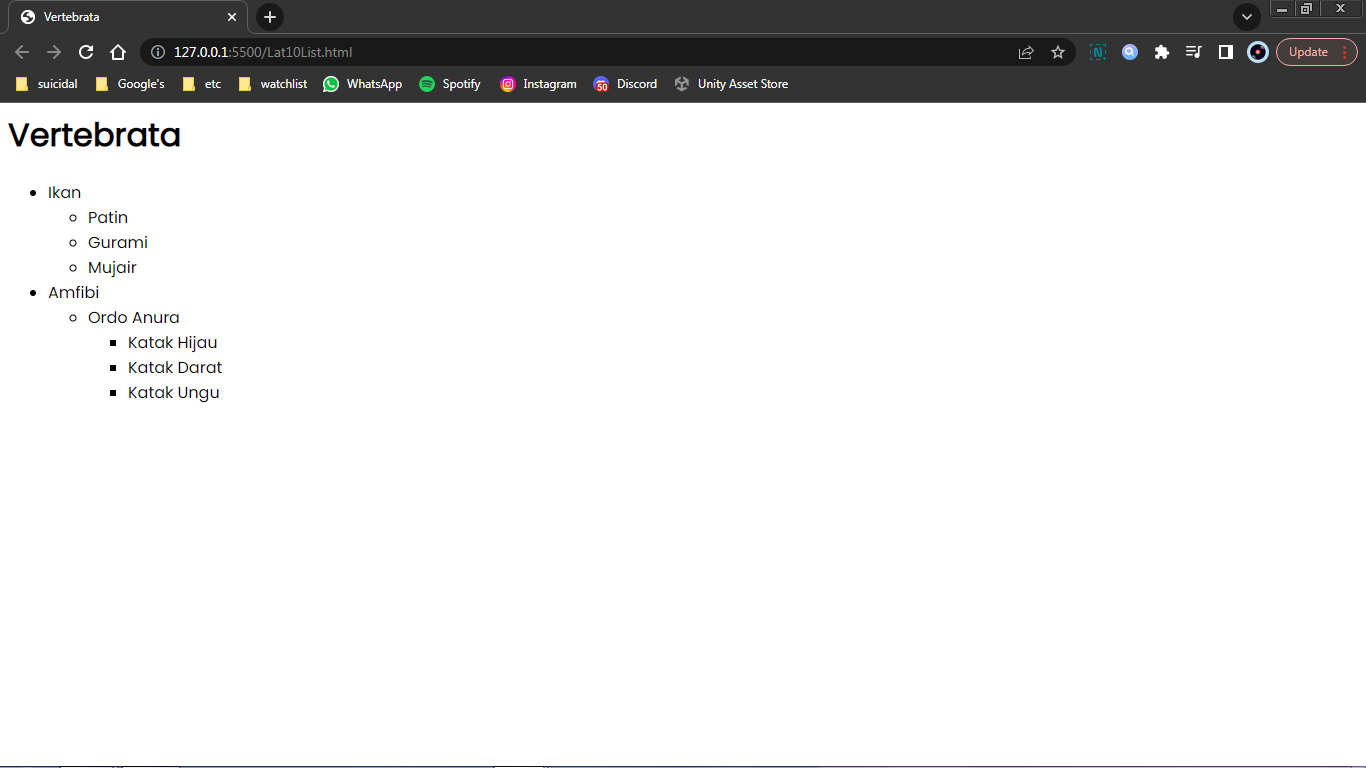 Vertebrata
127.0.0.1:5500/Lat10List.html
Update
suicidal
Google's
etc
watchlist
WhatsApp
Spotify
Instagram
50
Discord
Unity Asset Store
Vertebrata
Ikan
Patin
Gurami
Mujair
Amfibi
Ordo Anura
Katak Hijau
Katak Darat
Katak Ungu